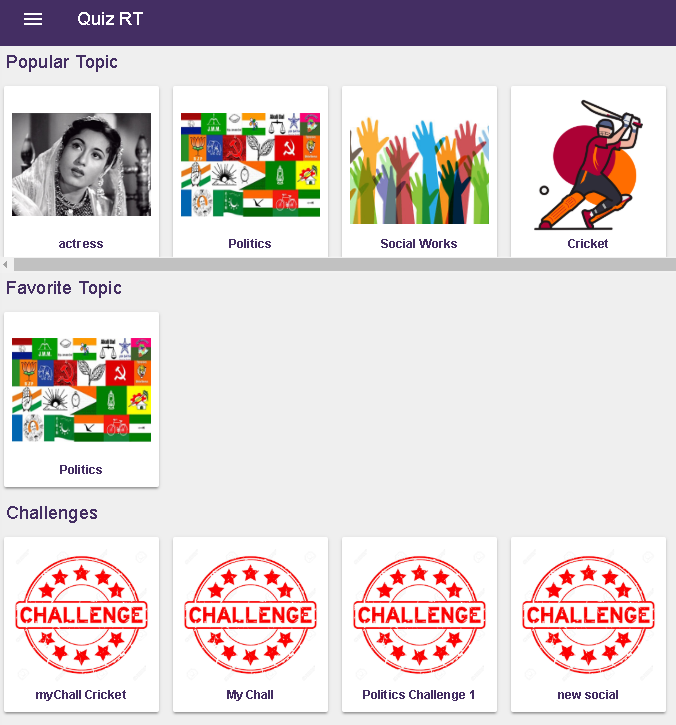 Quiz RT
Popular Topic
actress
Politics
Social Works
Cricket
Favorite Topic
Politics
Challenges
CHALLENGE
CHALLENGE
CHALLENGE
CHALLENGE
myChall Cricket
My Chall
Politics Challenge 1
new social